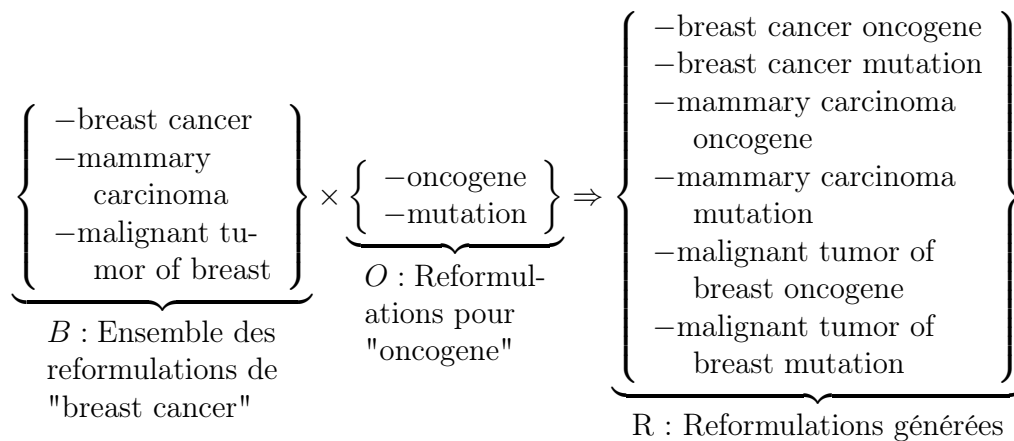 −breast cancer
−mammary
carcinoma
−malignant tu-
mor of breast
B : Ensemble des
reformulations de
"breast cancer"
×
−oncogene
−mutation
O : Reformul-
ations pour
"oncogene"
⇒
−breast cancer oncogene
−breast cancer mutation
−mammary carcinoma
oncogene
−mammary carcinoma
mutation
−malignant tumor of
breast oncogene
−malignant tumor of
breast mutation
R : Reformulations générées